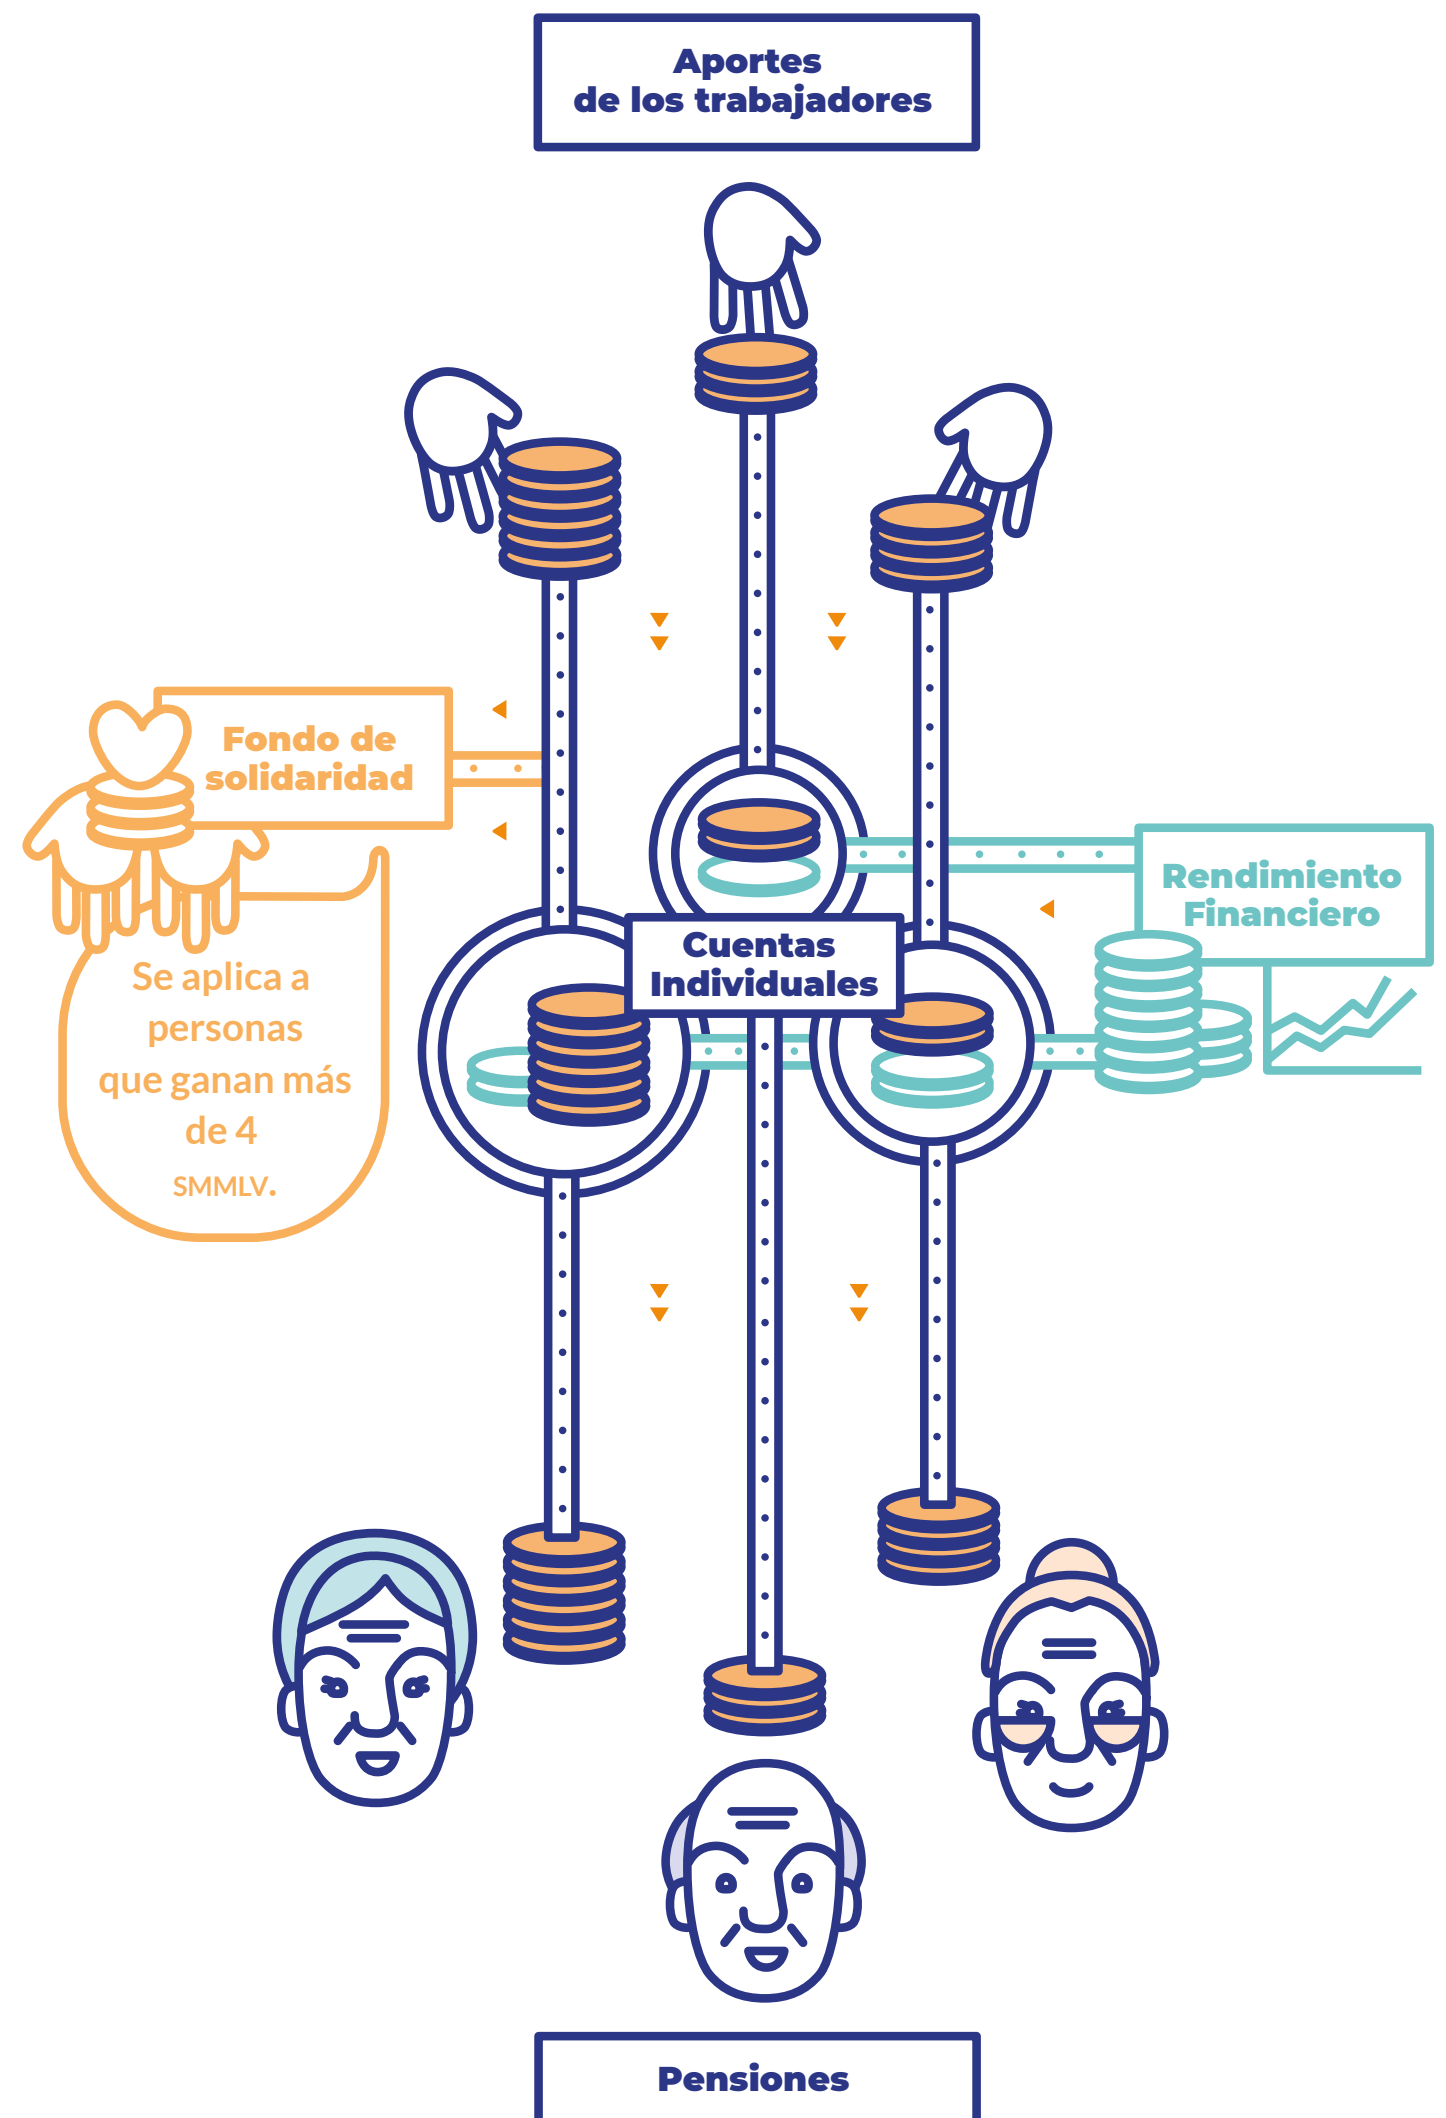 Aportes
de los trabajadores
Fondo de
solidaridad
Rendimiento
Financiero
Cuentas
Individuales
Se aplica a
personas
que ganan más
de 4
SMMLV.
Pensiones